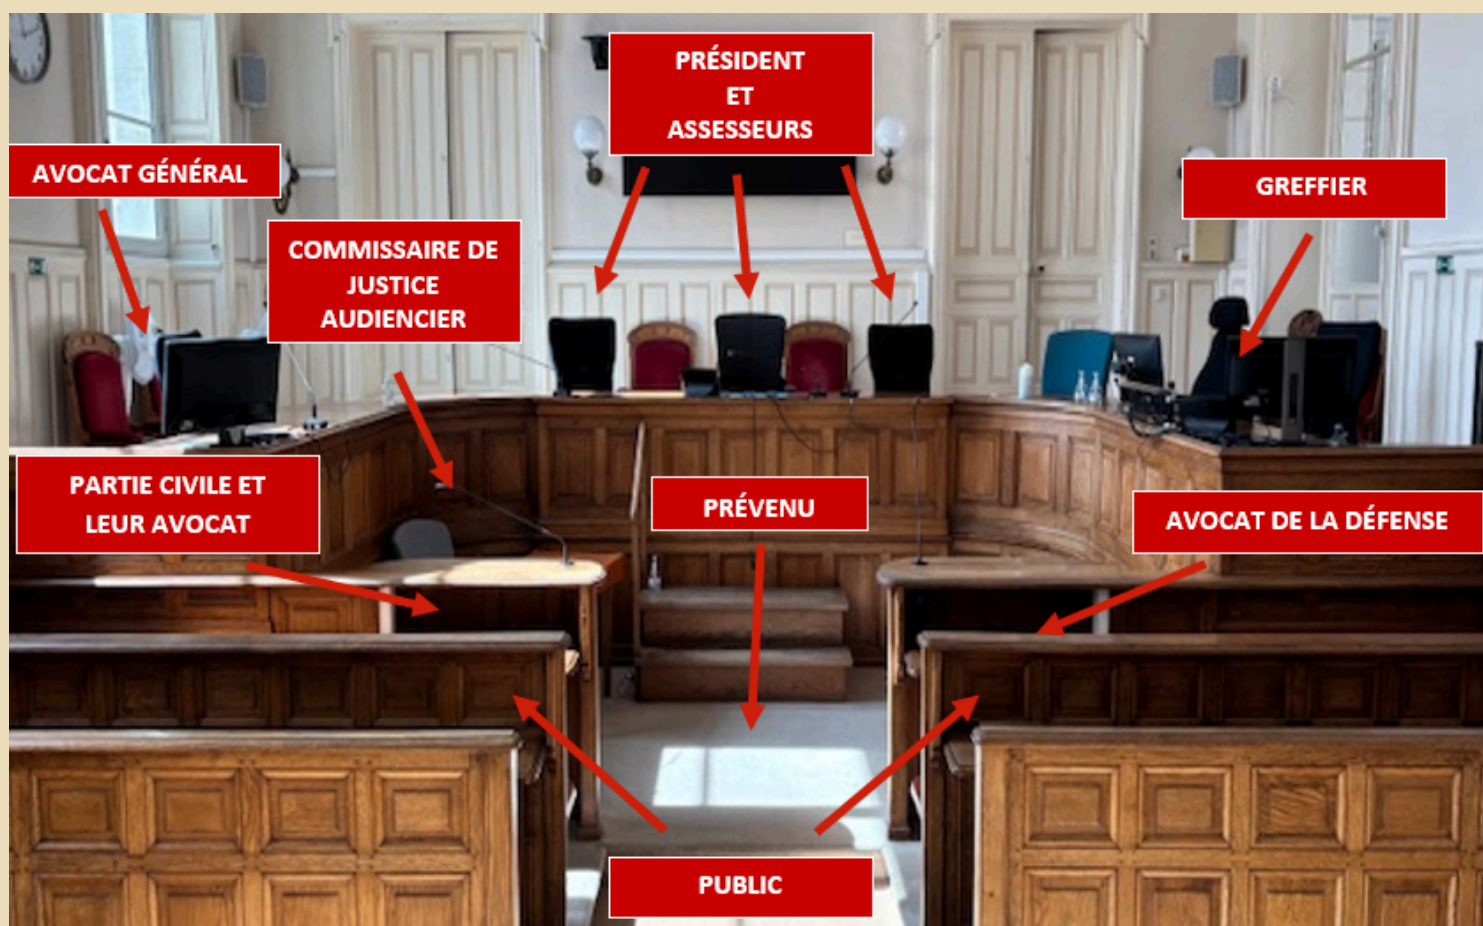 PRÉSIDENT
ET
ASSESSEURS
AVOCAT GÉNÉRAL
GREFFIER
COMMISSAIRE DE
JUSTICE
AUDIENCIER
PARTIE CIVILE ET
LEUR AVOCAT
PRÉVENU
AVOCAT DE LA DÉFENSE
PUBLIC